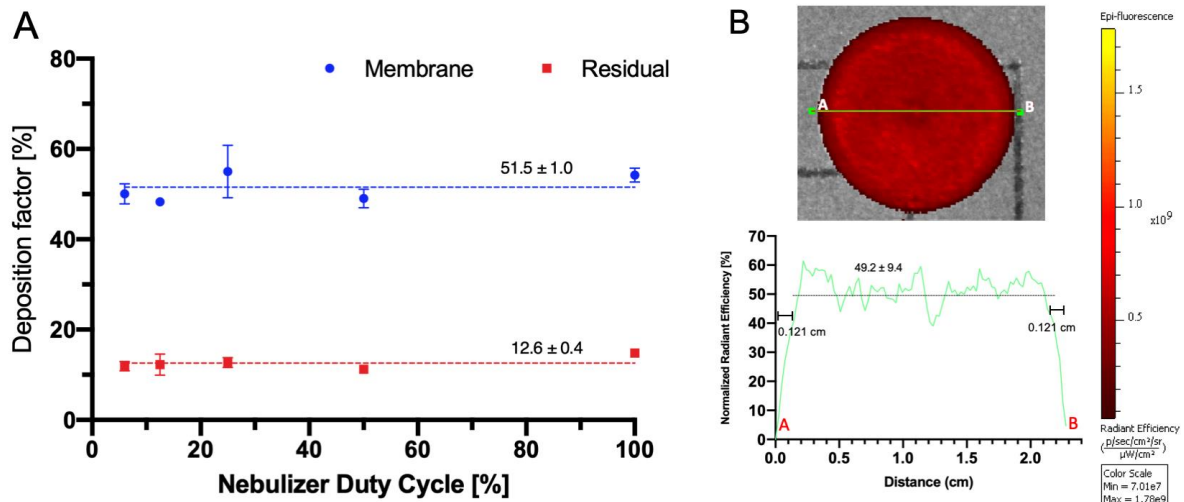 A
80
60
40
20
0
Deposition factor [%]
Membrane
Residual
51.5 ± 1.0
12.6 ± 0.4
0
20
40
60
80
100
Nebulizer Duty Cycle [%]
B
A
B
70
60
50
40
30
20
10
0
Normalized Radiant Efficiency [%]
49.2 ± 9.4
0.121 cm
0.121 cm
A
B
0.0
0.5
1.0
1.5
2.0
Distance (cm)
Epi-fluorescence
1.5
1.0
x10⁹
0.5
Radiant Efficiency
(p/sec/cm²/sr
µW/cm²)
Color Scale
Min = 7.01e7
Max = 1.78e9